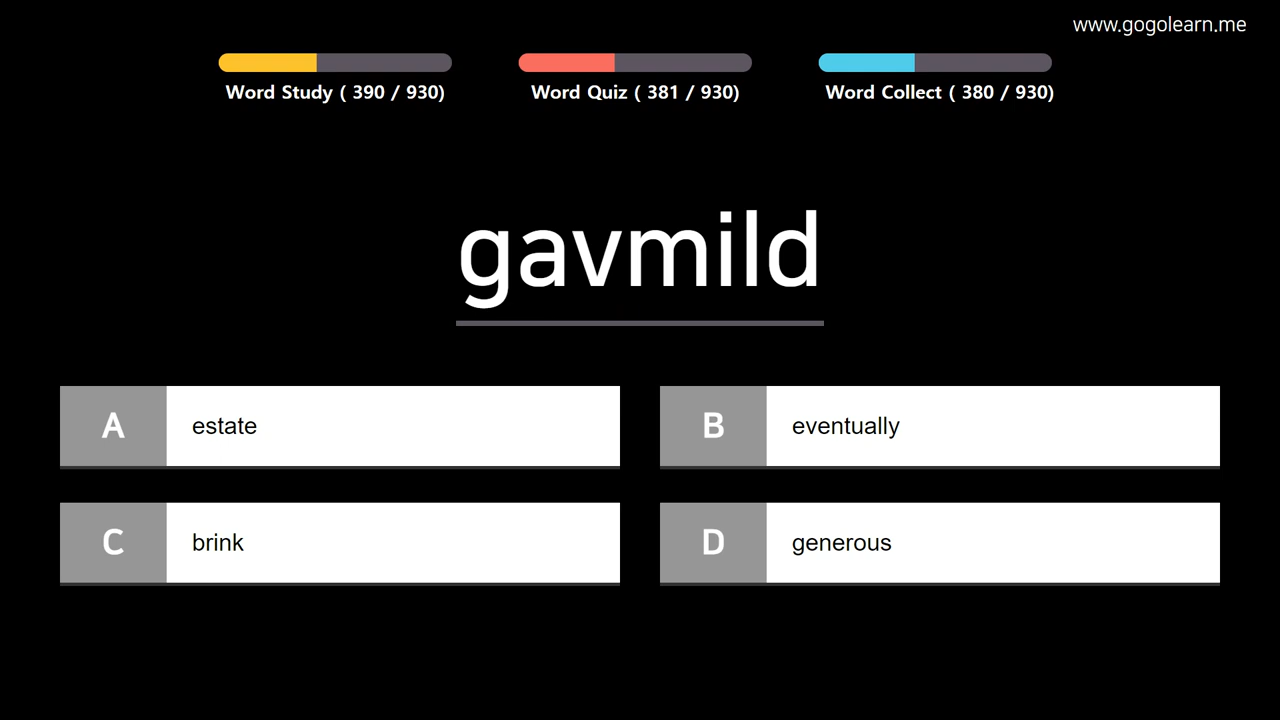 www.gogolearn.me
Word Study ( 390 / 930)
Word Quiz ( 381 / 930)
Word Collect ( 380 / 930)
gavmild
A estate
B eventually
C brink
D generous